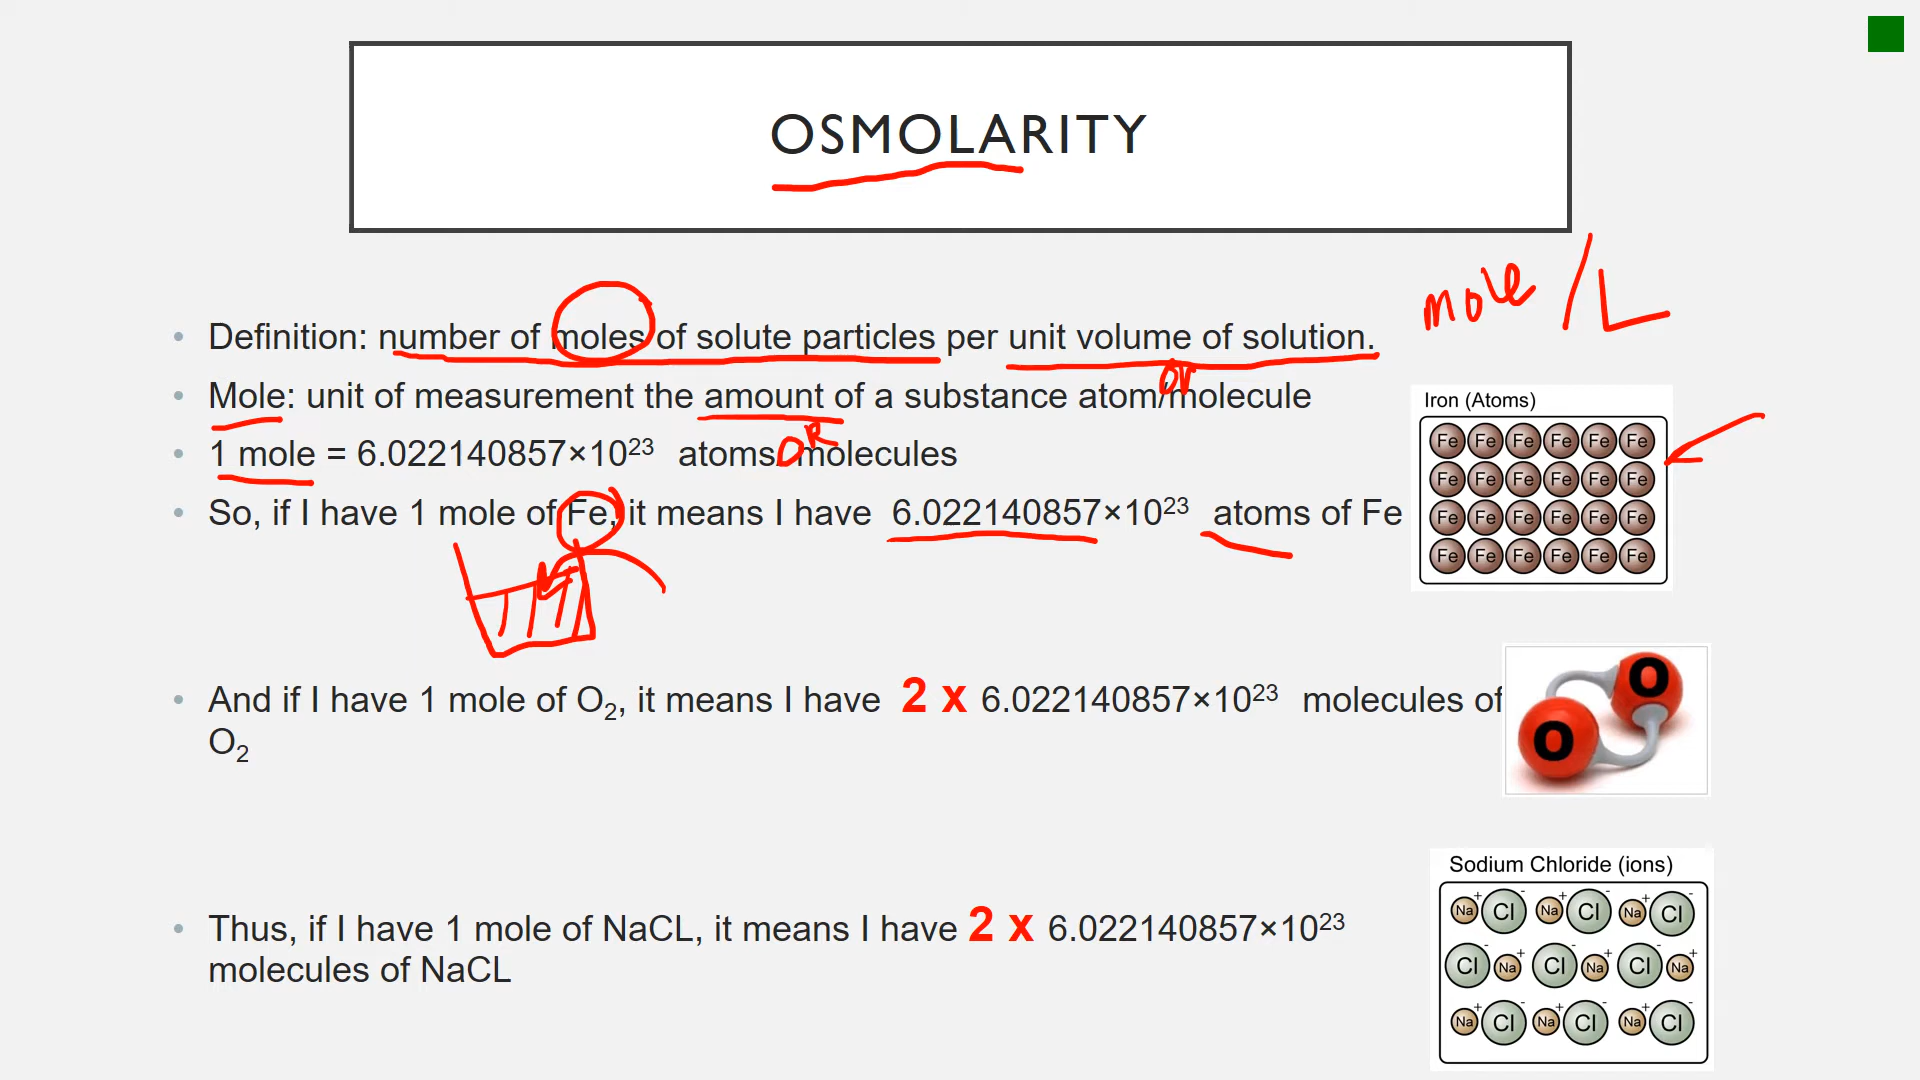 OSMOLARITY
mole / L
• Definition: number of moles of solute particles per unit volume of solution.
or
• Mole: unit of measurement the amount of a substance atom/molecule
OR
• 1 mole = 6.022140857×10²³ atoms molecules
• So, if I have 1 mole of Fe, it means I have 6.022140857×10²³ atoms of Fe
Iron (Atoms)
Fe Fe Fe Fe Fe Fe
Fe Fe Fe Fe Fe Fe
Fe Fe Fe Fe Fe Fe
Fe Fe Fe Fe Fe Fe
• And if I have 1 mole of O₂, it means I have 2 x 6.022140857×10²³ molecules of
O₂
O
O
• Thus, if I have 1 mole of NaCL, it means I have 2 x 6.022140857×10²³
molecules of NaCL
Sodium Chloride (ions)
Na⁺ Cl⁻ Na⁺ Cl⁻ Na⁺ Cl⁻
Cl⁻ Na⁺ Cl⁻ Na⁺ Cl⁻ Na⁺
Na⁺ Cl⁻ Na⁺ Cl⁻ Na⁺ Cl⁻